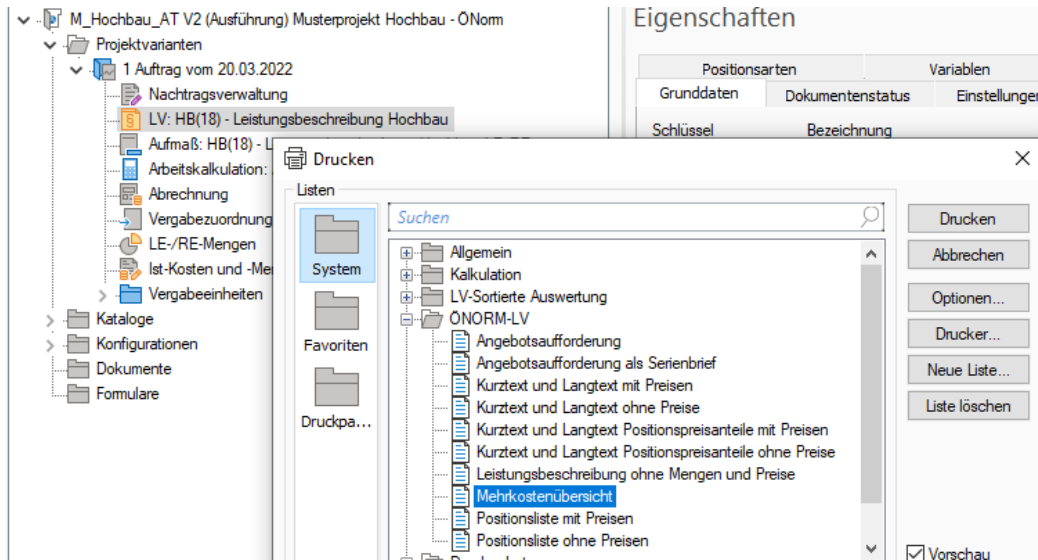 M_Hochbau_AT V2 (Ausführung) Musterprojekt Hochbau - ÖNorm
Projektvarianten
1 Auftrag vom 20.03.2022
Nachtragsverwaltung
LV: HB(18) - Leistungsbeschreibung Hochbau
Aufmaß: HB(18) - L
Arbeitskalkulation:
Abrechnung
Vergabezuordnung
LE-/RE-Mengen
Ist-Kosten und -Me
Vergabeeinheiten
Kataloge
Konfigurationen
Dokumente
Formulare
Eigenschaften
Positionsarten
Variablen
Grunddaten
Dokumentenstatus
Einstellungen
Schlüssel
Bezeichnung
Drucken
Listen
System
Favoriten
Druckpa...
Suchen
Allgemein
Kalkulation
LV-Sortierte Auswertung
ÖNORM-LV
Angebotsaufforderung
Angebotsaufforderung als Serienbrief
Kurztext und Langtext mit Preisen
Kurztext und Langtext ohne Preise
Kurztext und Langtext Positionspreisanteile mit Preisen
Kurztext und Langtext Positionspreisanteile ohne Preise
Leistungsbeschreibung ohne Mengen und Preise
Mehrkostenübersicht
Positionsliste mit Preisen
Positionsliste ohne Preisen
Drucken
Abbrechen
Optionen...
Drucker...
Neue Liste...
Liste löschen
Vorschau